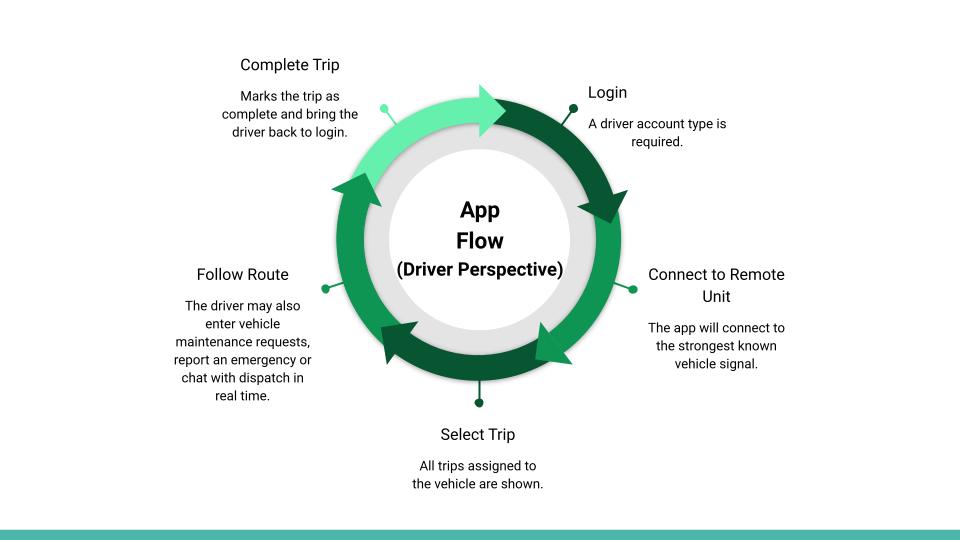 Complete Trip
Marks the trip as
complete and bring the
driver back to login.
Login
A driver account type is
required.
App
Flow
(Driver Perspective)
Connect to Remote
Unit
The app will connect to
the strongest known
vehicle signal.
Follow Route
The driver may also
enter vehicle
maintenance requests,
report an emergency or
chat with dispatch in
real time.
Select Trip
All trips assigned to
the vehicle are shown.